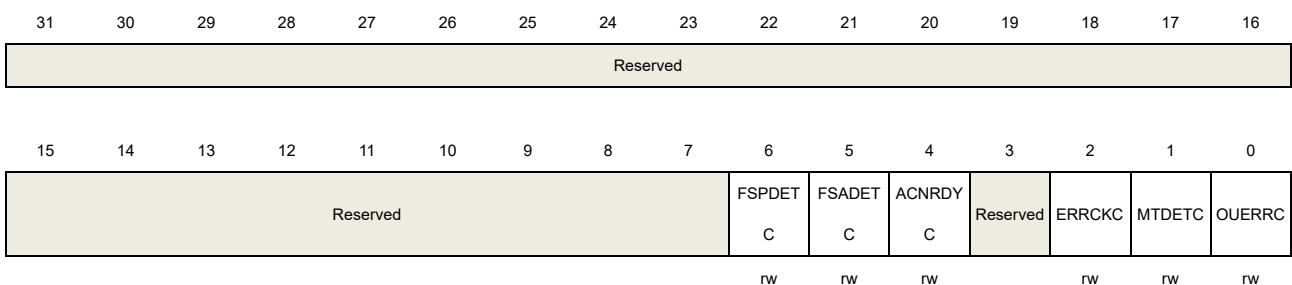 31 30 29 28 27 26 25 24 23 22 21 20 19 18 17 16
Reserved
15 14 13 12 11 10 9 8 7 6 5 4 3 2 1 0
Reserved FSPDET C FSADET C ACNRDY C Reserved ERRCKC MTDETC OUERRC
rw rw rw rw rw rw